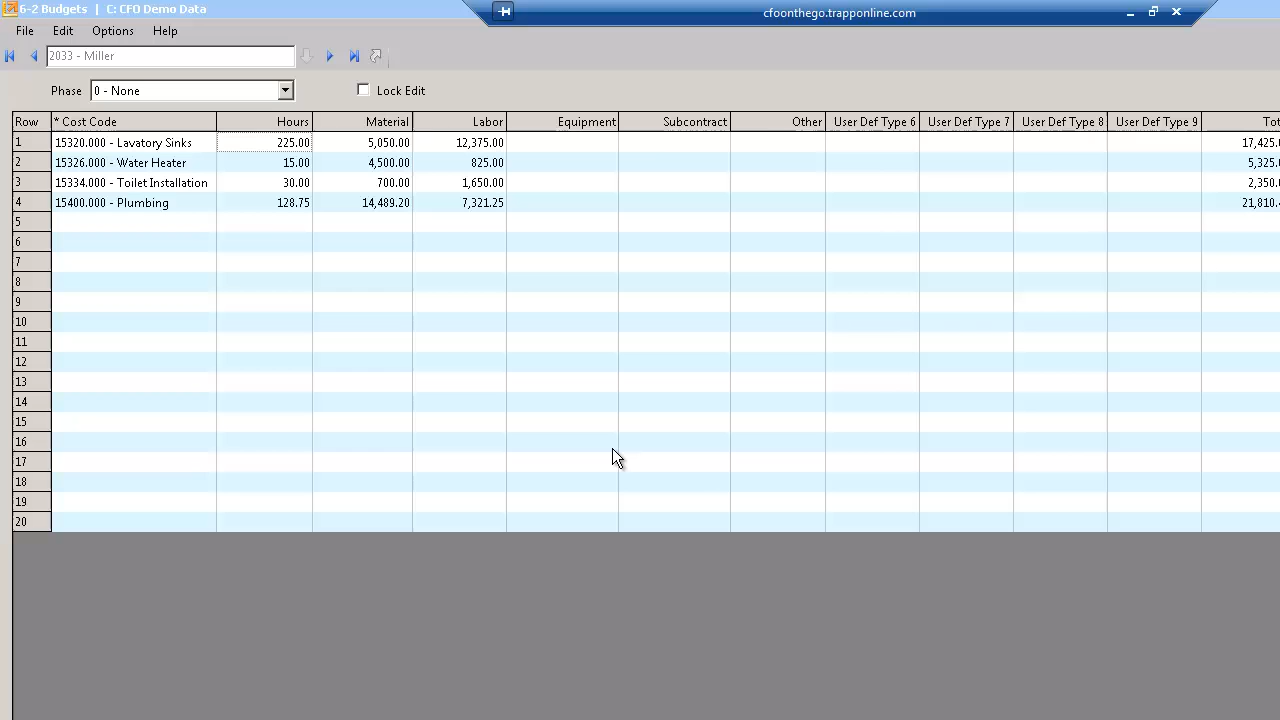 6-2 Budgets | C: CFO Demo Data
cfoonthego.trapponline.com
File Edit Options Help
2033 - Miller
Phase 0 - None Lock Edit
Row * Cost Code Hours Material Labor Equipment Subcontract Other User Def Type 6 User Def Type 7 User Def Type 8 User Def Type 9 Tot
1 15320.000 - Lavatory Sinks 225.00 5,050.00 12,375.00 17,425.
2 15326.000 - Water Heater 15.00 4,500.00 825.00 5,325.
3 15334.000 - Toilet Installation 30.00 700.00 1,650.00 2,350.
4 15400.000 - Plumbing 128.75 14,489.20 7,321.25 21,810.
5
6
7
8
9
10
11
12
13
14
15
16
17
18
19
20